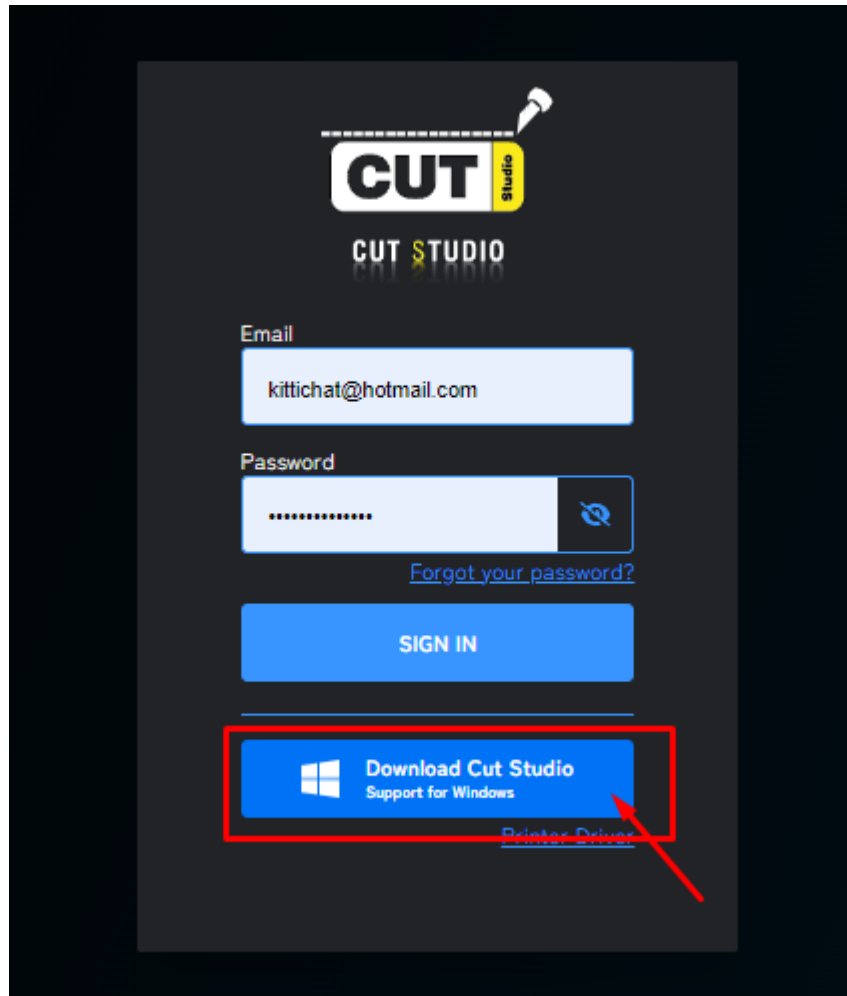 CUT Studio
CUT STUDIO
Email
kittichat@hotmail.com
Password
••••••••••••••
Forgot your password?
SIGN IN
Download Cut Studio
Support for Windows
Printer Driver